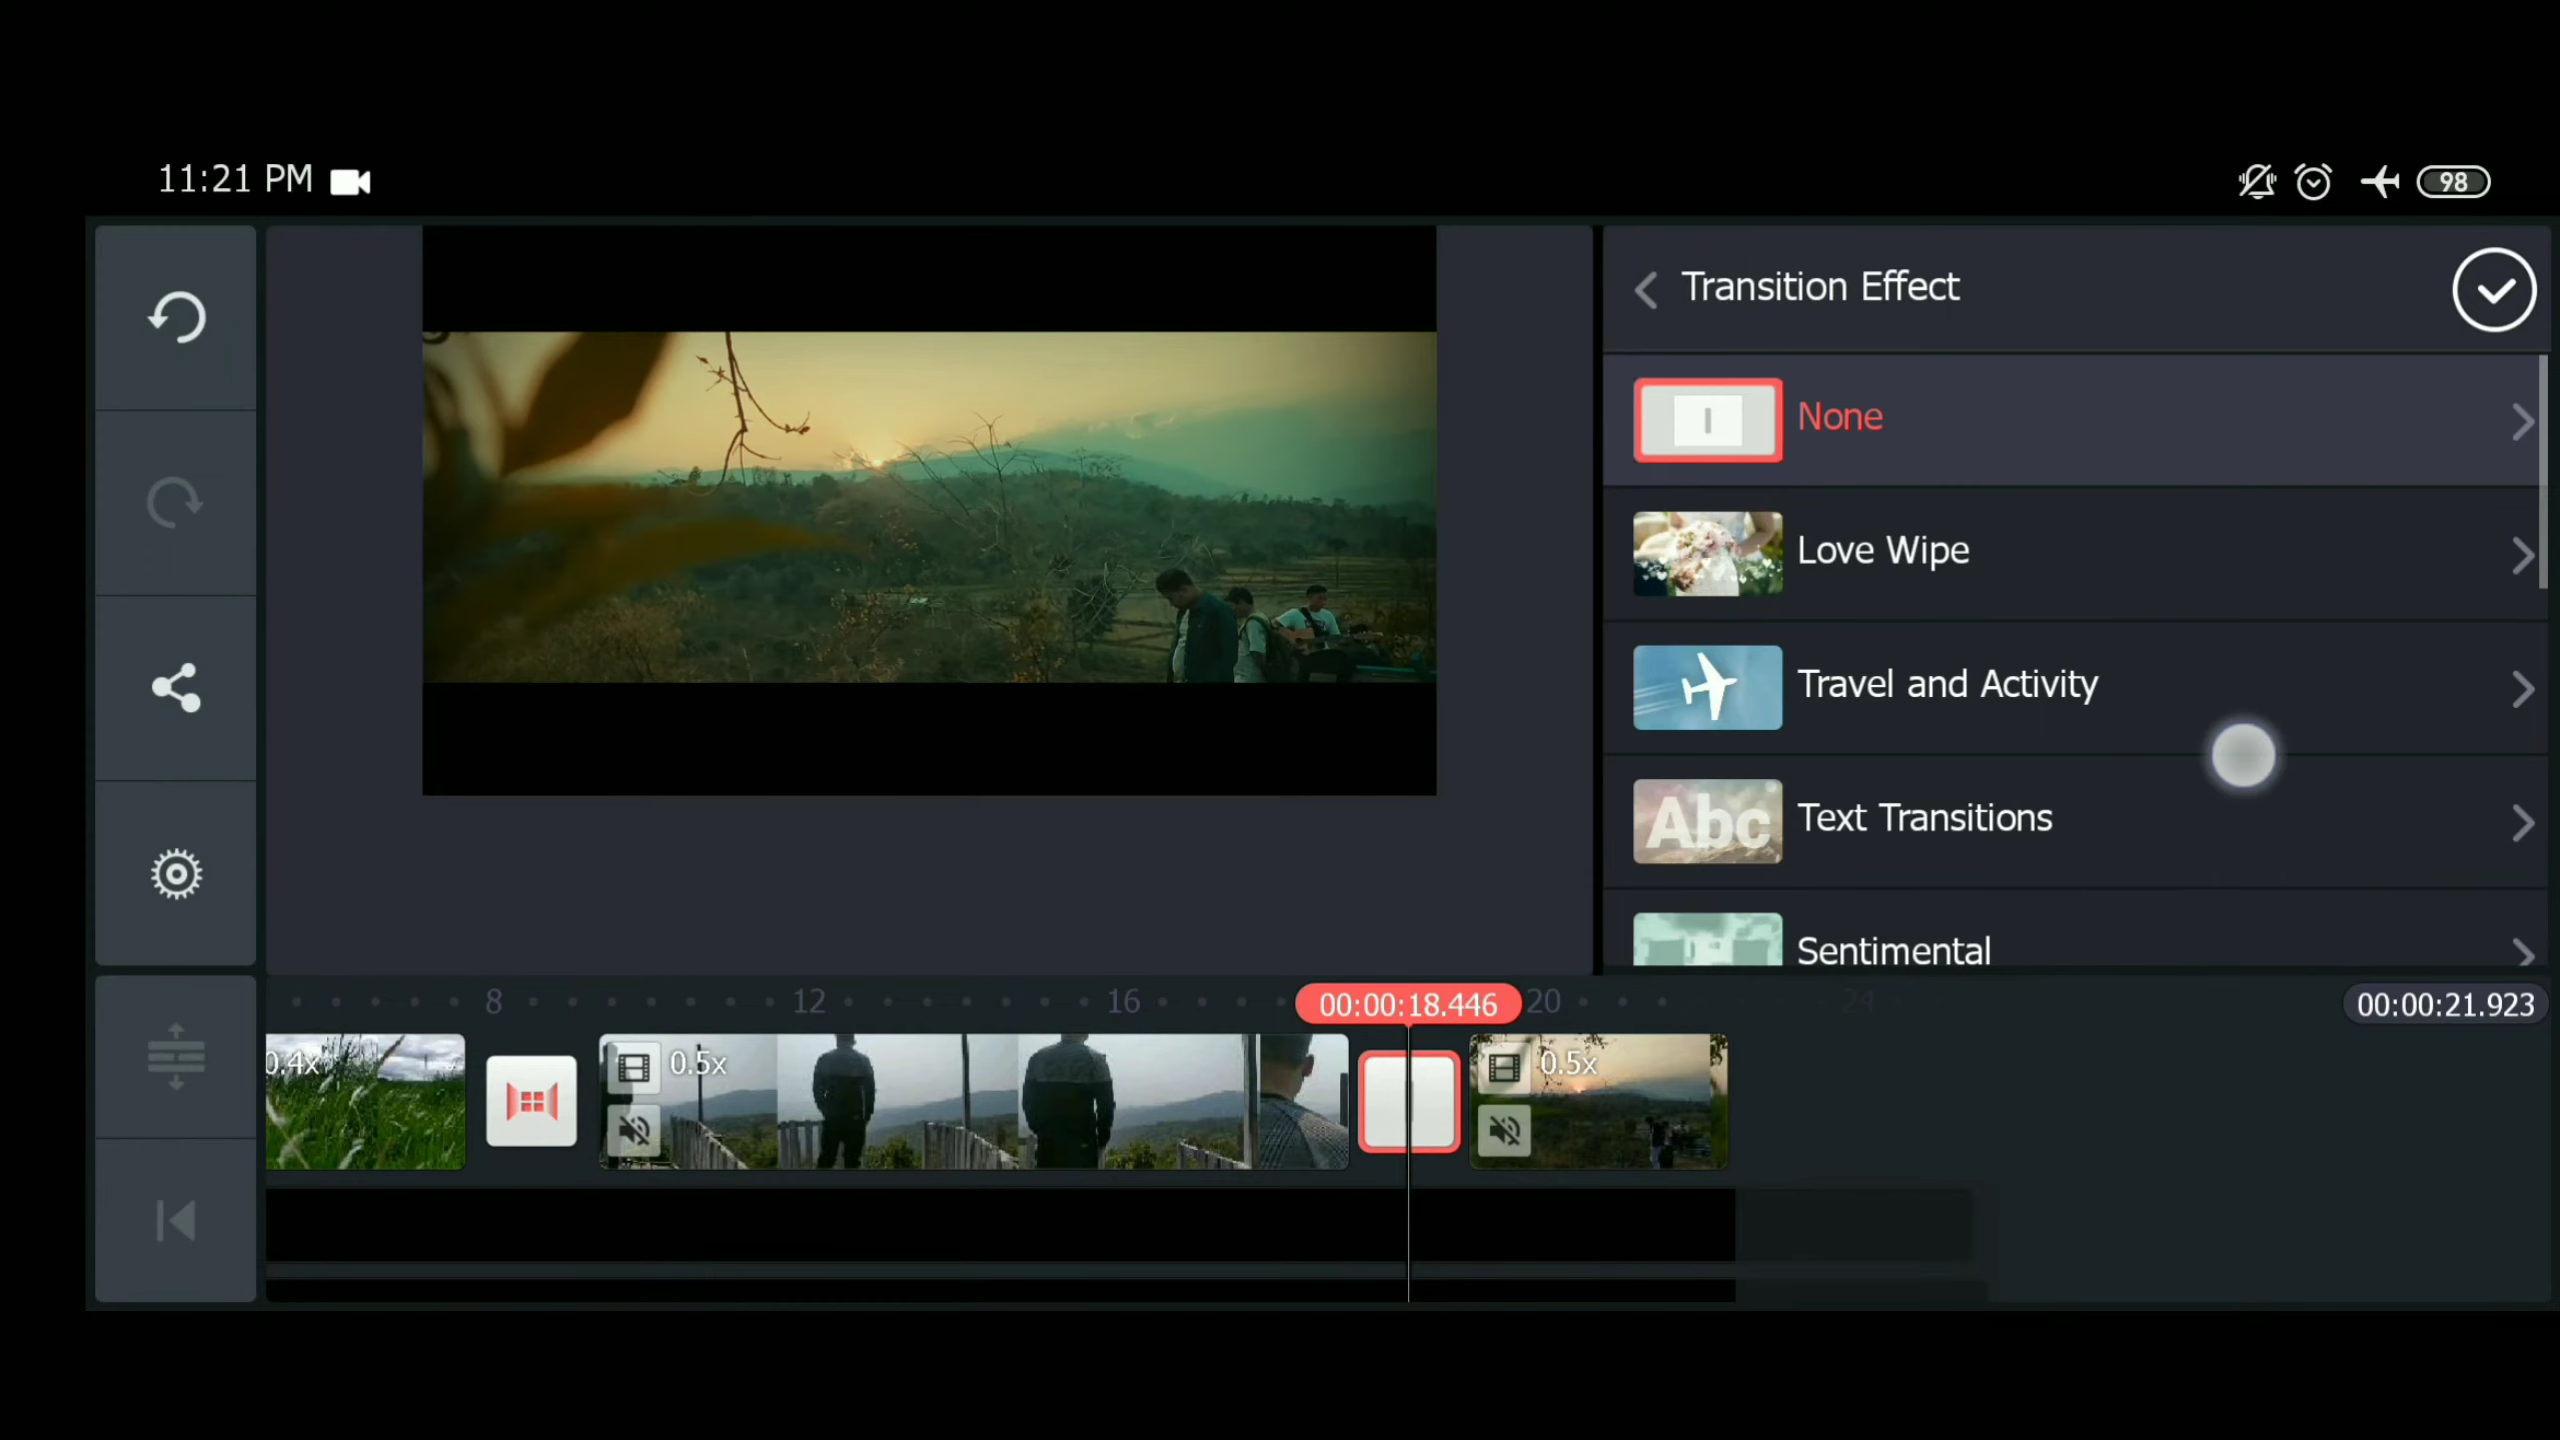 11:21 PM
98
Transition Effect
None
Love Wipe
Travel and Activity
Abc
Text Transitions
Sentimental
8
12
16
00:00:18.446
20
24
00:00:21.923
0.4x
0.5x
0.5x